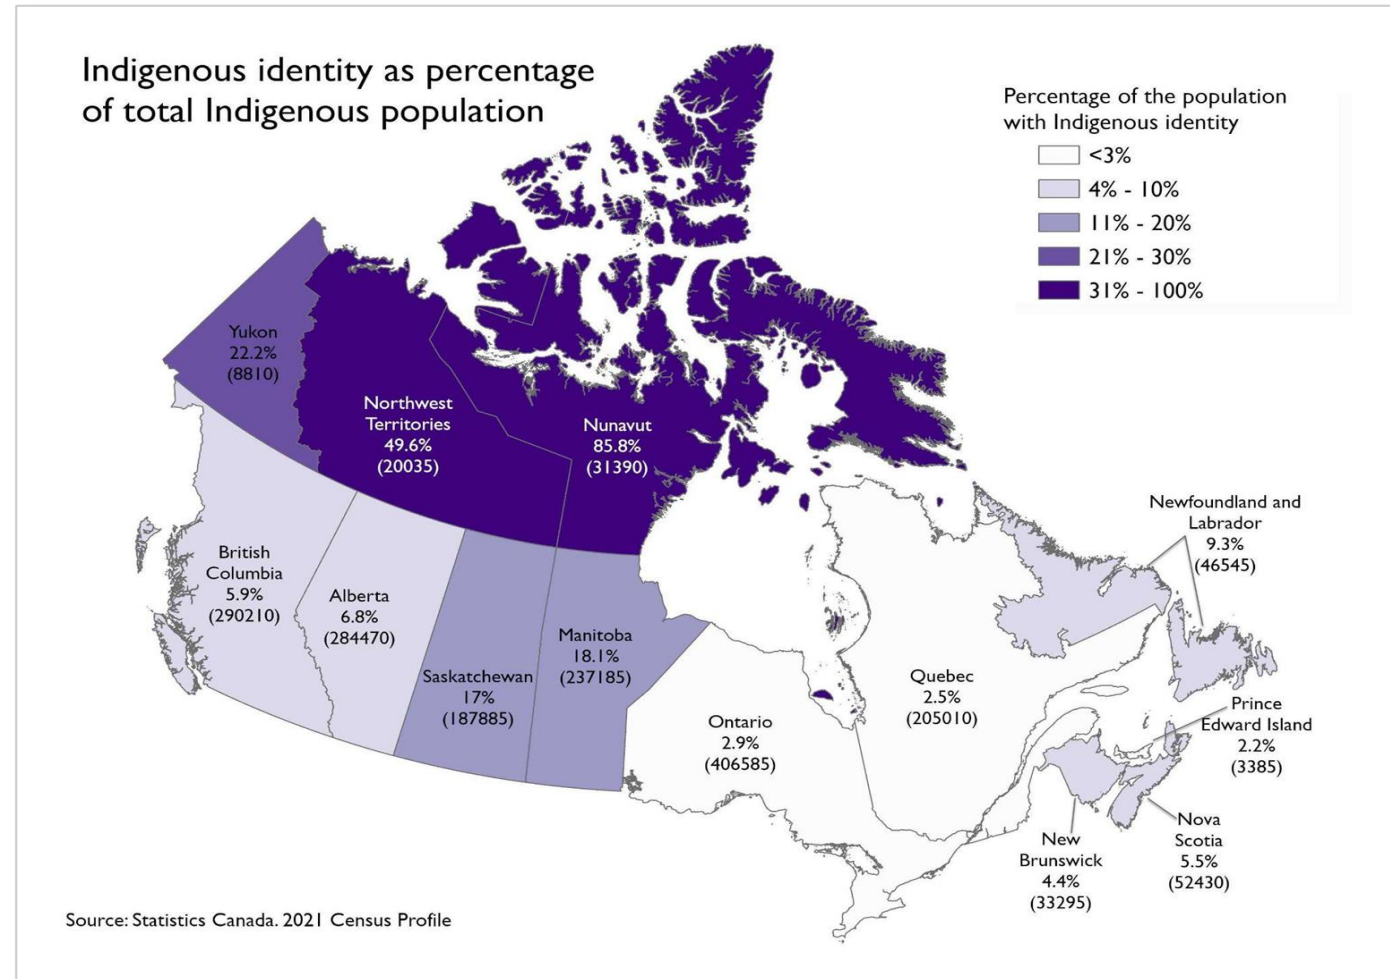 Indigenous identity as percentage
of total Indigenous population
Percentage of the population
with Indigenous identity
<3%
4% - 10%
11% - 20%
21% - 30%
31% - 100%
Yukon
22.2%
(8810)
Northwest
Territories
49.6%
(20035)
Nunavut
85.8%
(31390)
British
Columbia
5.9%
(290210)
Alberta
6.8%
(284470)
Saskatchewan
17%
(187885)
Manitoba
18.1%
(237185)
Ontario
2.9%
(406585)
Quebec
2.5%
(205010)
Newfoundland and
Labrador
9.3%
(46545)
Prince
Edward Island
2.2%
(3385)
Nova
Scotia
5.5%
(52430)
New
Brunswick
4.4%
(33295)
Source: Statistics Canada. 2021 Census Profile